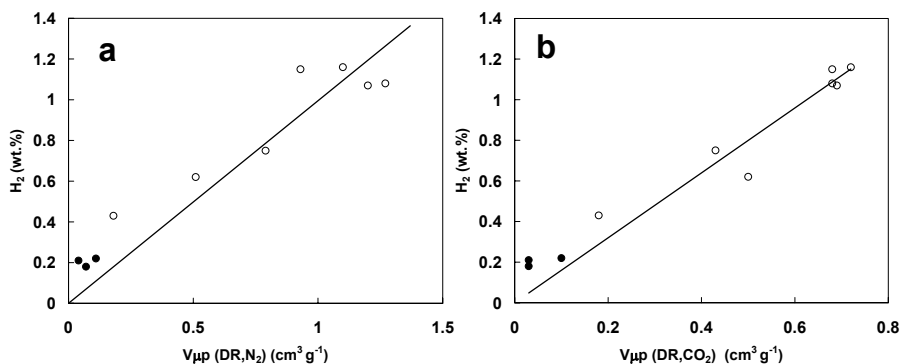 a
1.4
1.2
1
0.8
0.6
0.4
0.2
0
H₂ (wt.%)
0 0.5 1 1.5
Vμp (DR,N₂) (cm³ g⁻¹)
b
1.4
1.2
1
0.8
0.6
0.4
0.2
0
H₂ (wt.%)
0 0.2 0.4 0.6 0.8
Vμp (DR,CO₂) (cm³ g⁻¹)